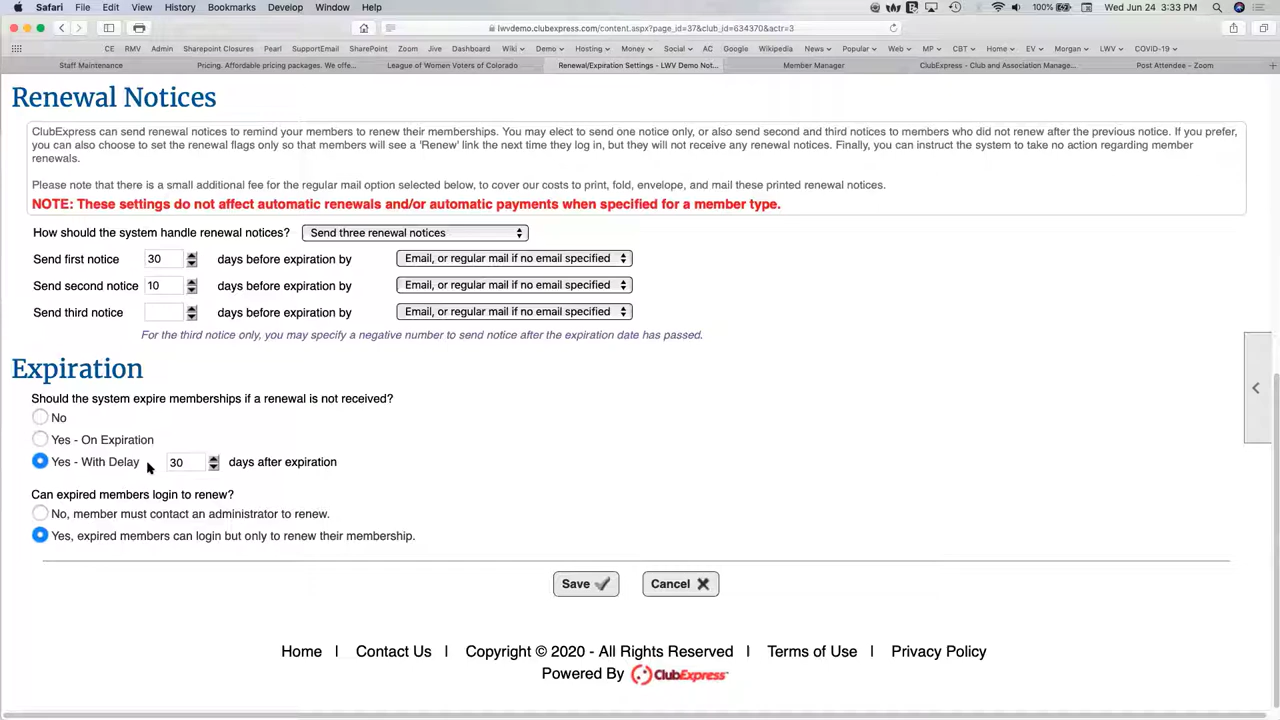 Safari File Edit View History Bookmarks Develop Window Help 100% Wed Jun 24 3:33 PM
lwvdemo.clubexpress.com/content.aspx?page_id=37&club_id=634370&actr=3
CE RMV Admin Sharepoint Closures Pearl SupportEmail SharePoint Zoom Jive Dashboard Wiki Demo Hosting Money Social AC Google Wikipedia News Popular Web MP CBT Home EV Morgan LWV COVID-19
Staff Maintenance Pricing. Affordable pricing packages. We offe... League of Women Voters of Colorado Renewal/Expiration Settings - LWV Demo Not... Member Manager ClubExpress - Club and Association Manage... Post Attendee - Zoom
Renewal Notices
ClubExpress can send renewal notices to remind your members to renew their memberships. You may elect to send one notice only, or also send second and third notices to members who did not renew after the previous notice. If you prefer,
you can also choose to set the renewal flags only so that members will see a 'Renew' link the next time they log in, but they will not receive any renewal notices. Finally, you can instruct the system to take no action regarding member
renewals.
Please note that there is a small additional fee for the regular mail option selected below, to cover our costs to print, fold, envelope, and mail these printed renewal notices.
NOTE: These settings do not affect automatic renewals and/or automatic payments when specified for a member type.
How should the system handle renewal notices? Send three renewal notices
Send first notice 30 days before expiration by Email, or regular mail if no email specified
Send second notice 10 days before expiration by Email, or regular mail if no email specified
Send third notice days before expiration by Email, or regular mail if no email specified
For the third notice only, you may specify a negative number to send notice after the expiration date has passed.
Expiration
Should the system expire memberships if a renewal is not received?
No
Yes - On Expiration
Yes - With Delay 30 days after expiration
Can expired members login to renew?
No, member must contact an administrator to renew.
Yes, expired members can login but only to renew their membership.
Save Cancel
Home | Contact Us | Copyright © 2020 - All Rights Reserved | Terms of Use | Privacy Policy
Powered By ClubExpress